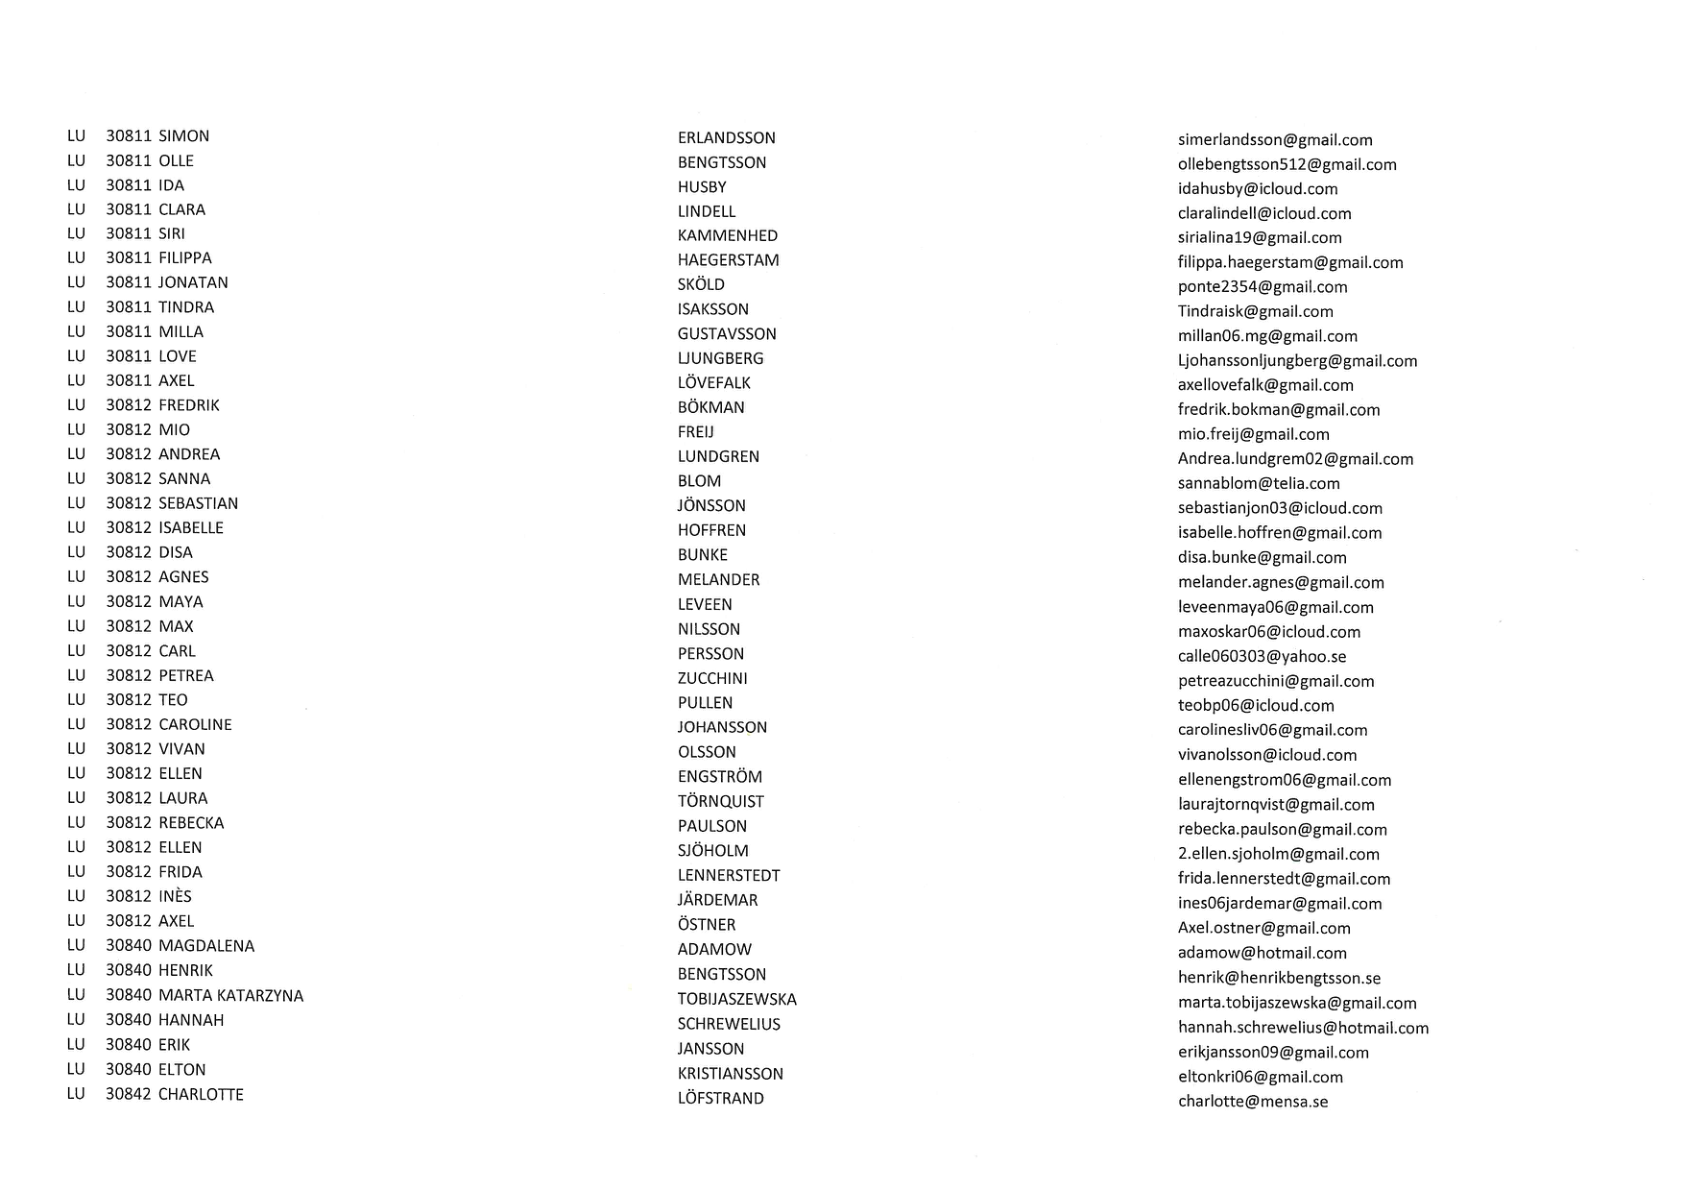 LU 30811 SIMON ERLANDSSON simerlandsson@gmail.com
LU 30811 OLLE BENGTSSON ollebengtsson512@gmail.com
LU 30811 IDA HUSBY idahusby@icloud.com
LU 30811 CLARA LINDELL claralindell@icloud.com
LU 30811 SIRI KAMMENHED sirialina19@gmail.com
LU 30811 FILIPPA HAEGERSTAM filippa.haegerstam@gmail.com
LU 30811 JONATAN SKÖLD ponte2354@gmail.com
LU 30811 TINDRA ISAKSSON Tindraisk@gmail.com
LU 30811 MILLA GUSTAVSSON millan06.mg@gmail.com
LU 30811 LOVE LJUNGBERG Ljohanssonljungberg@gmail.com
LU 30811 AXEL LÖVEFALK axellovefalk@gmail.com
LU 30812 FREDRIK BÖKMAN fredrik.bokman@gmail.com
LU 30812 MIO FREIJ mio.freij@gmail.com
LU 30812 ANDREA LUNDGREN Andrea.lundgrem02@gmail.com
LU 30812 SANNA BLOM sannablom@telia.com
LU 30812 SEBASTIAN JÖNSSON sebastianjon03@icloud.com
LU 30812 ISABELLE HOFFREN isabelle.hoffren@gmail.com
LU 30812 DISA BUNKE disa.bunke@gmail.com
LU 30812 AGNES MELANDER melander.agnes@gmail.com
LU 30812 MAYA LEVEEN leveenmaya06@gmail.com
LU 30812 MAX NILSSON maxoskar06@icloud.com
LU 30812 CARL PERSSON calle060303@yahoo.se
LU 30812 PETREA ZUCCHINI petreazucchini@gmail.com
LU 30812 TEO PULLEN teobp06@icloud.com
LU 30812 CAROLINE JOHANSSON carolinesliv06@gmail.com
LU 30812 VIVAN OLSSON vivanolsson@icloud.com
LU 30812 ELLEN ENGSTRÖM ellenengstrom06@gmail.com
LU 30812 LAURA TÖRNQUIST laurajtornqvist@gmail.com
LU 30812 REBECKA PAULSON rebecka.paulson@gmail.com
LU 30812 ELLEN SJÖHOLM 2.ellen.sjoholm@gmail.com
LU 30812 FRIDA LENNERSTEDT frida.lennerstedt@gmail.com
LU 30812 INÈS JÄRDEMAR ines06jardemar@gmail.com
LU 30812 AXEL ÖSTNER Axel.ostner@gmail.com
LU 30840 MAGDALENA ADAMOW adamow@hotmail.com
LU 30840 HENRIK BENGTSSON henrik@henrikbengtsson.se
LU 30840 MARTA KATARZYNA TOBIJASZEWSKA marta.tobijaszewska@gmail.com
LU 30840 HANNAH SCHREWELIUS hannah.schrewelius@hotmail.com
LU 30840 ERIK JANSSON erikjansson09@gmail.com
LU 30840 ELTON KRISTIANSSON eltonkri06@gmail.com
LU 30842 CHARLOTTE LÖFSTRAND charlotte@mensa.se